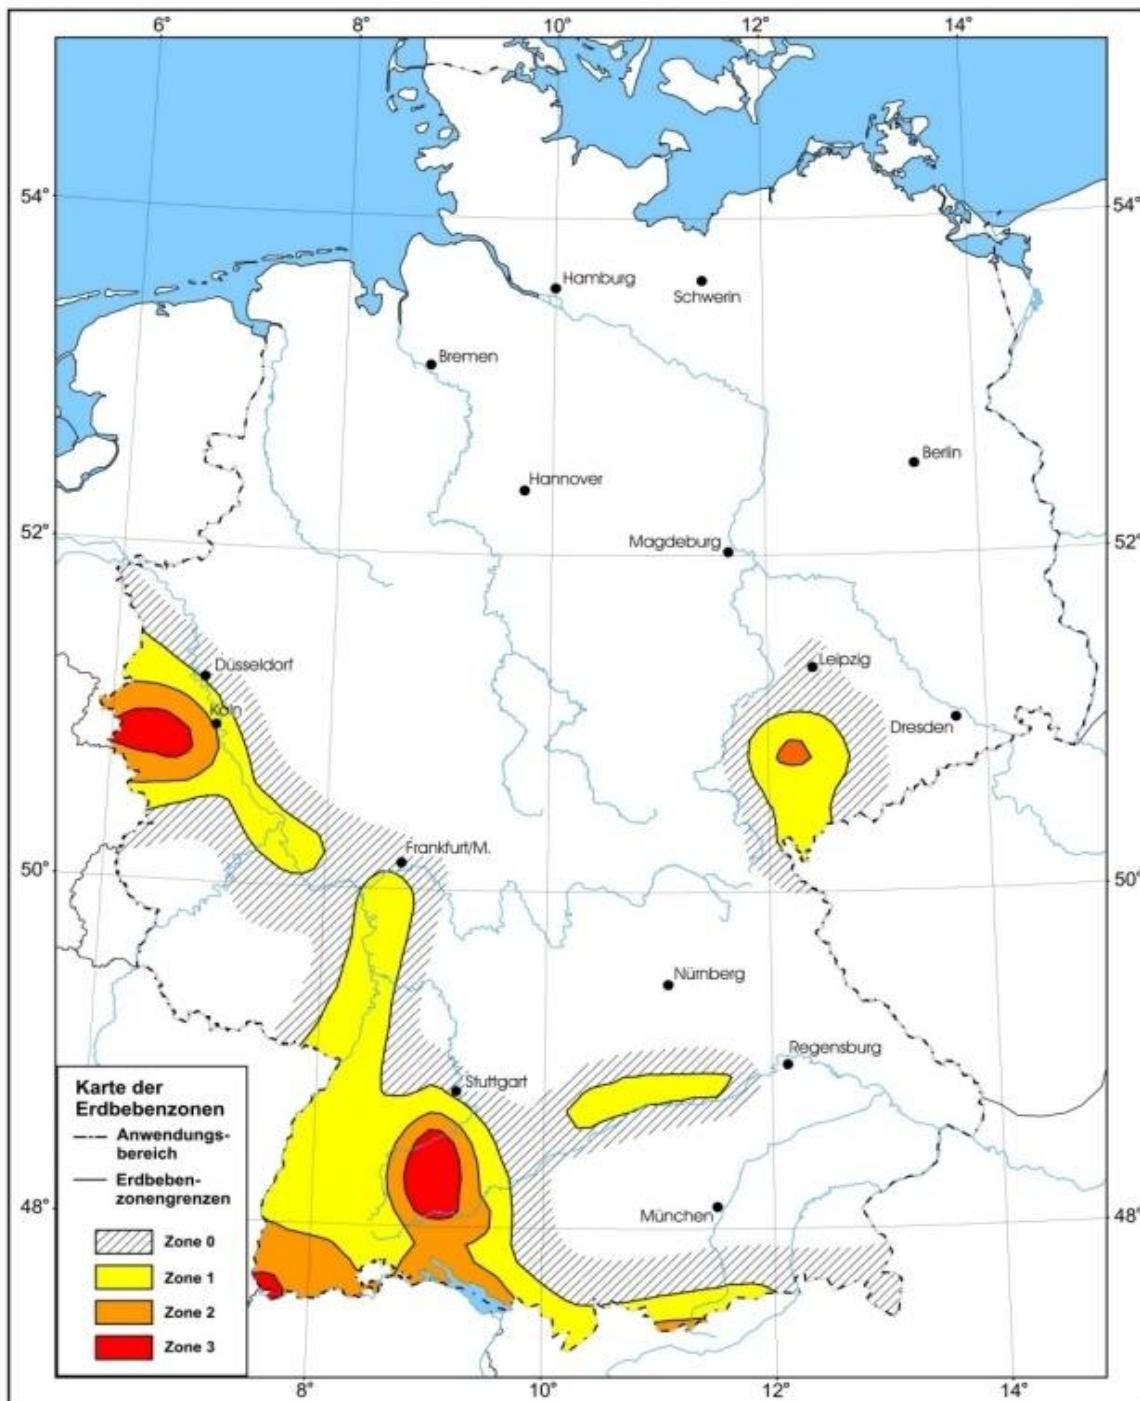 6°
8°
10°
12°
14°
54°
54°
Hamburg
Schwerin
Bremen
Berlin
Hannover
52°
Magdeburg
52°
Düsseldorf
Leipzig
Köln
Dresden
Frankfurt/M.
50°
50°
Nürnberg
Regensburg
Stuttgart
Karte der
Erdbebenzonen
Anwendungs-
bereich
Erdbeben-
zonengrenzen
48°
München
48°
Zone 0
Zone 1
Zone 2
Zone 3
8°
10°
12°
14°